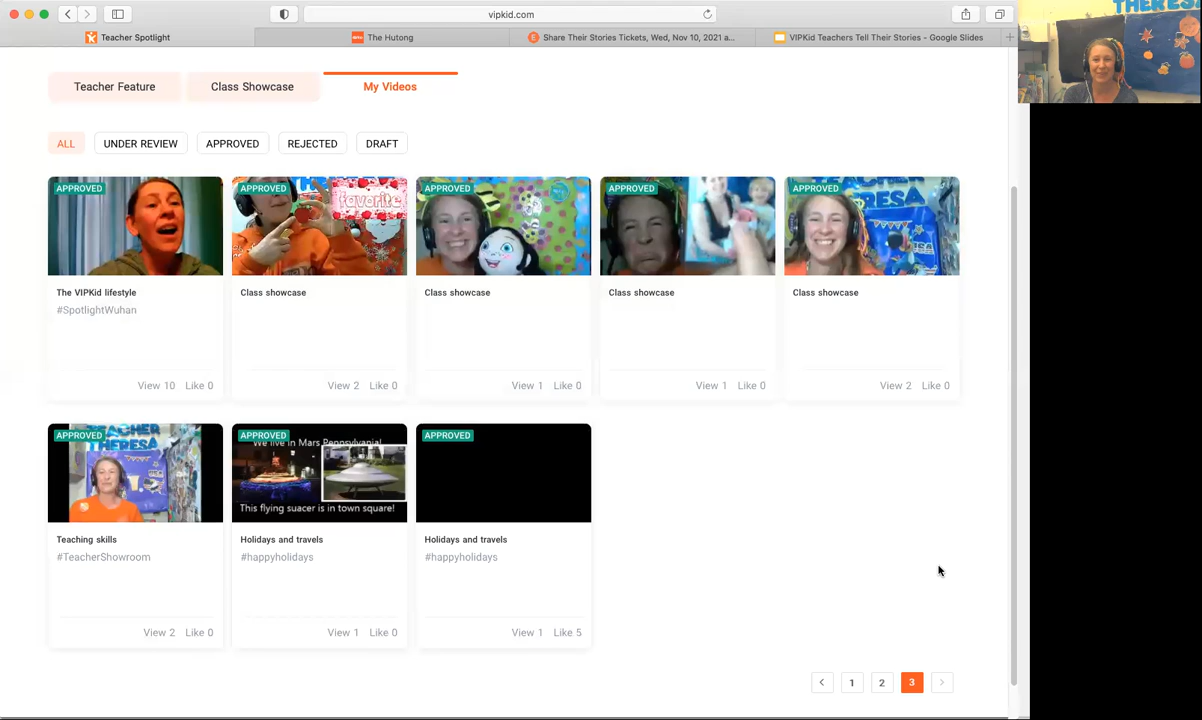 vipkid.com
Teacher Spotlight
The Hutong
Share Their Stories Tickets, Wed, Nov 10, 2021 a...
VIPKid Teachers Tell Their Stories - Google Slides
THERESA
Teacher Feature
Class Showcase
My Videos
ALL
UNDER REVIEW
APPROVED
REJECTED
DRAFT
APPROVED
APPROVED
favorite
APPROVED
APPROVED
APPROVED
The VIPKid lifestyle
Class showcase
Class showcase
Class showcase
Class showcase
#SpotlightWuhan
View 10 Like 0
View 2 Like 0
View 1 Like 0
View 1 Like 0
View 2 Like 0
APPROVED
THERESA
APPROVED
We live in Mars Pennsylvania!
This flying suacer is in town square!
APPROVED
Teaching skills
Holidays and travels
Holidays and travels
#TeacherShowroom
#happyholidays
#happyholidays
View 2 Like 0
View 1 Like 0
View 1 Like 5
1
2
3